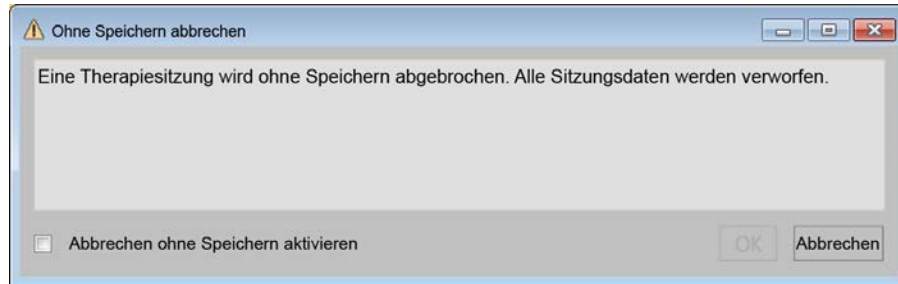 Ohne Speichern abbrechen
Eine Therapiesitzung wird ohne Speichern abgebrochen. Alle Sitzungsdaten werden verworfen.
Abbrechen ohne Speichern aktivieren
OK
Abbrechen